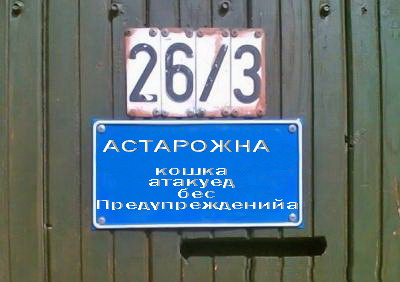 26/3
АСТАРОЖНА
кошка
атакуед
бес
Предупрежденийа